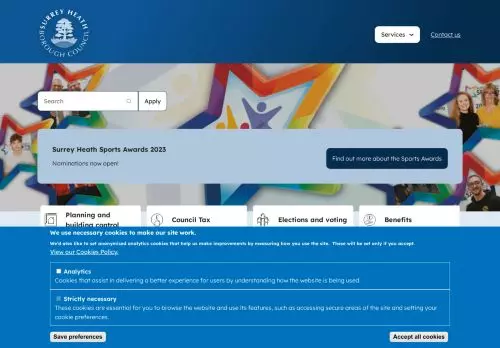 SURREY HEATH
BOROUGH COUNCIL
Services
Contact us
Search
Apply
Surrey Heath Sports Awards 2023
Nominations now open!
Find out more about the Sports Awards
Planning and
building control
Council Tax
Elections and voting
Benefits
We use necessary cookies to make our site work.
We'd also like to set anonymised analytics cookies that help us make improvements by measuring how you use the site. These will be set only if you accept.
View our Cookies Policy.
Analytics
Cookies that assist in delivering a better experience for users by understanding how the website is being used.
Strictly necessary
These cookies are essential for you to browse the website and use its features, such as accessing secure areas of the site and setting your
cookie preferences.
Save preferences
Accept all cookies